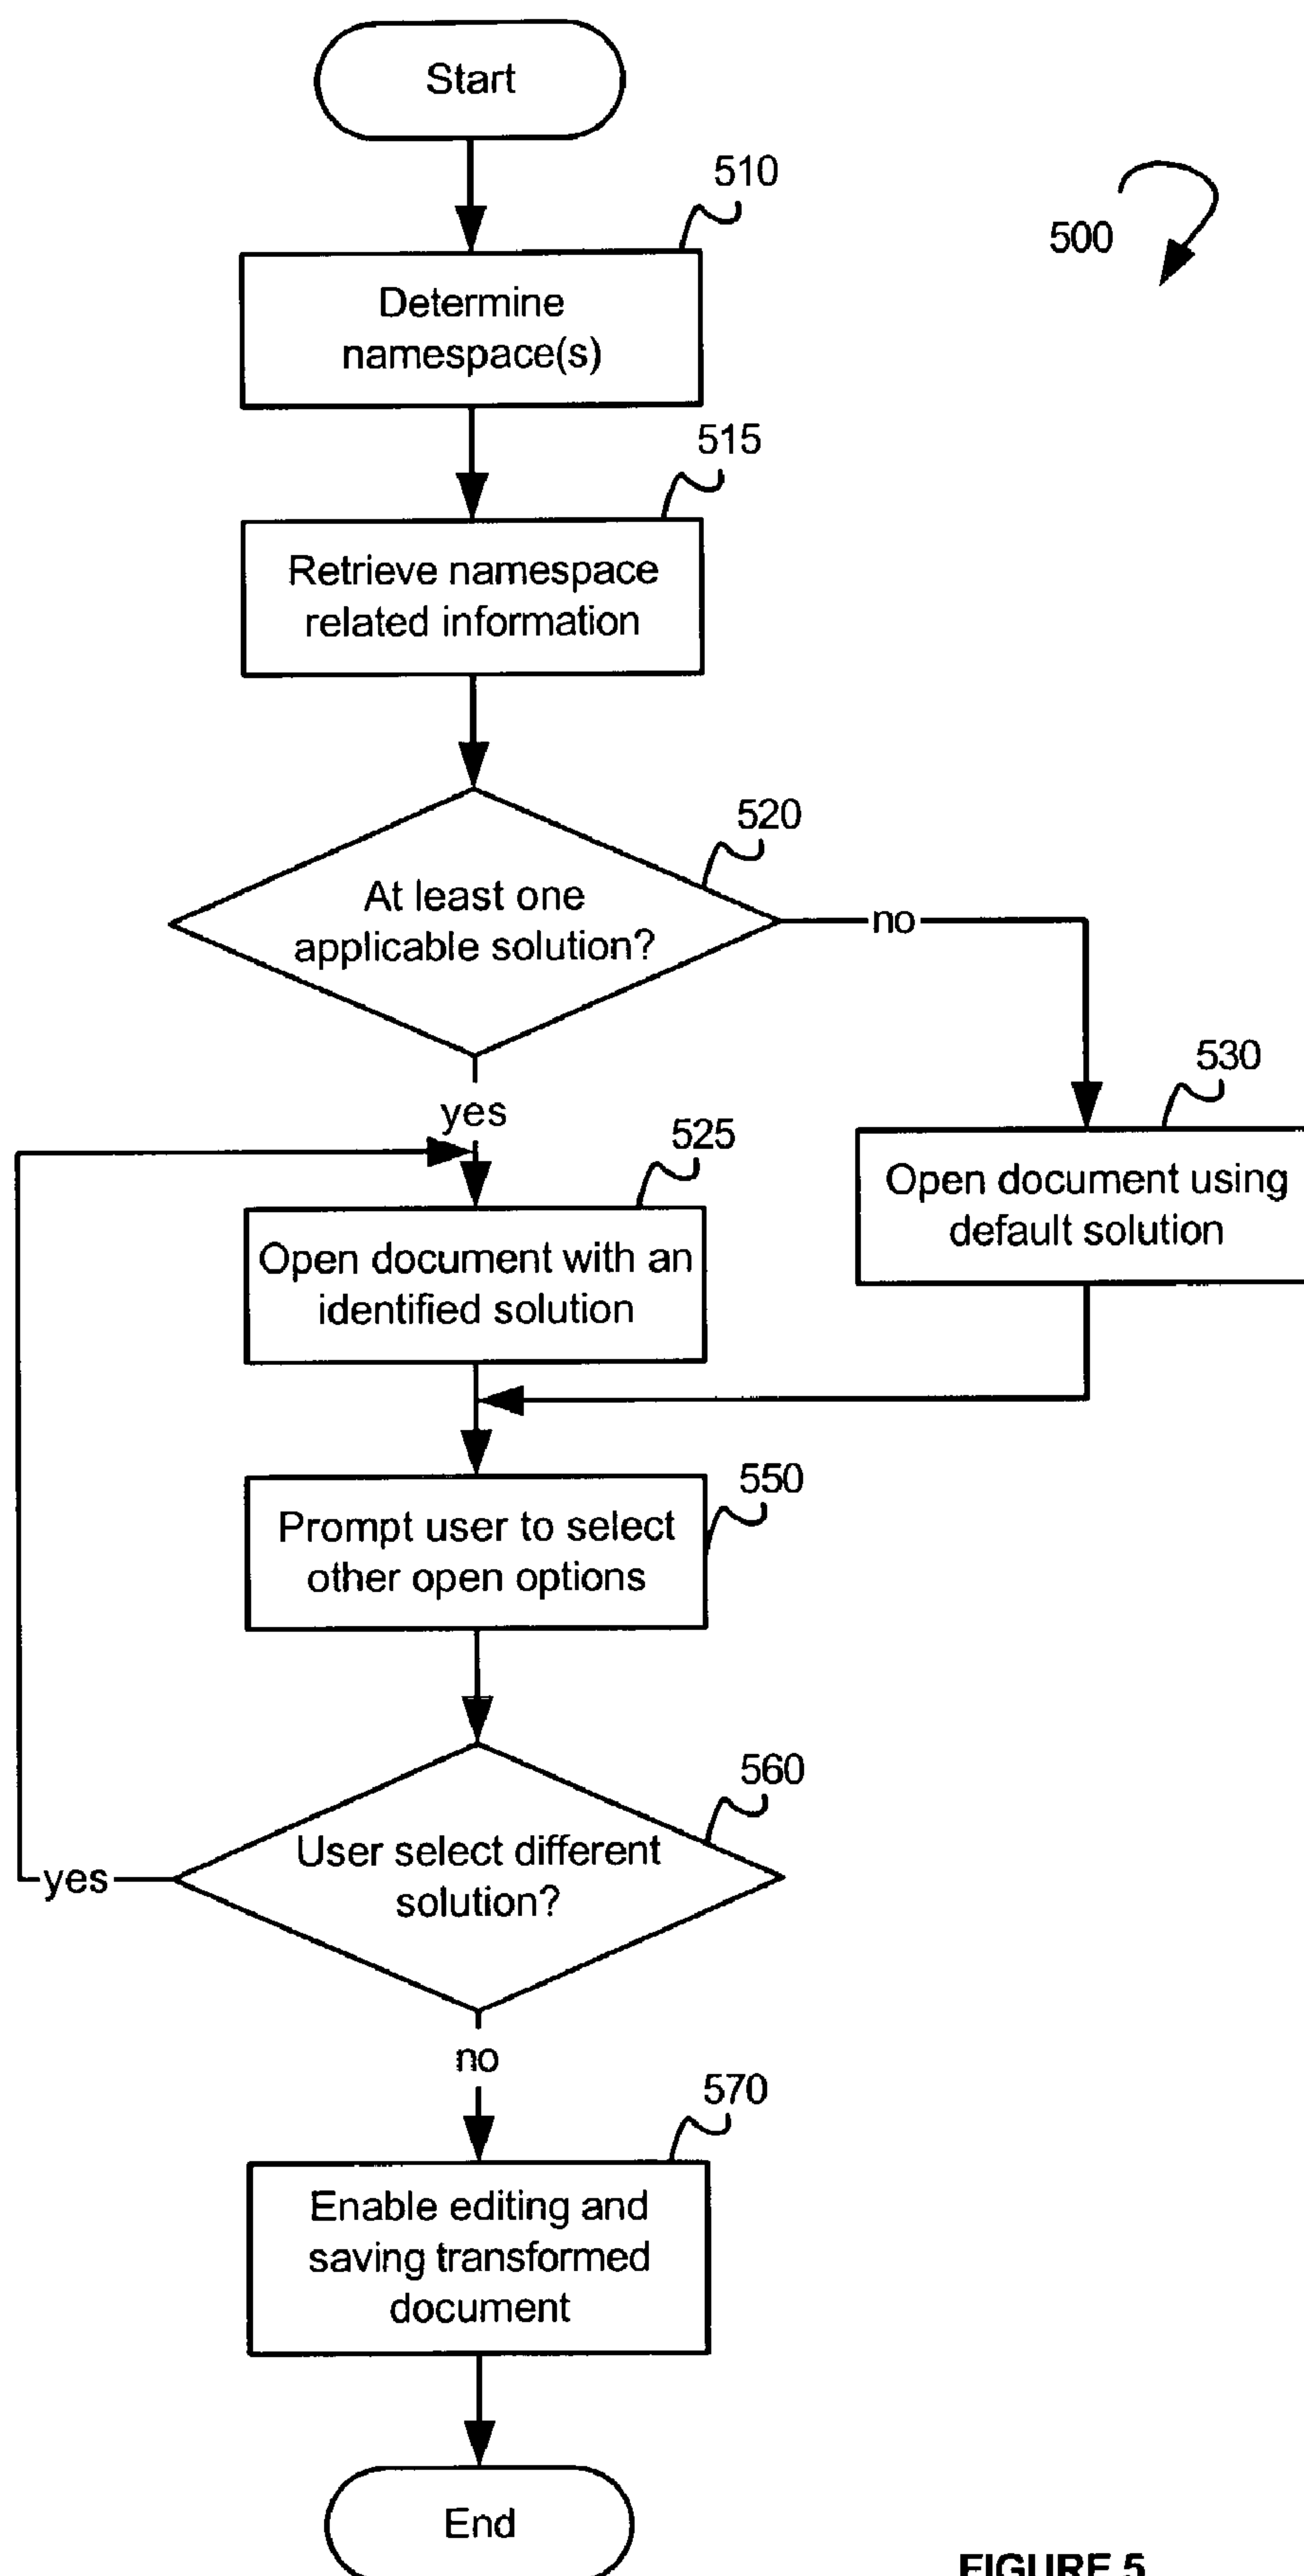 Start
510
500
Determine
namespace(s)
515
Retrieve namespace
related information
520
At least one
applicable solution?
no
yes
530
525
Open document using
default solution
Open document with an
identified solution
550
Prompt user to select
other open options
560
User select different
solution?
yes
no
570
Enable editing and
saving transformed
document
End
FIGURE 5